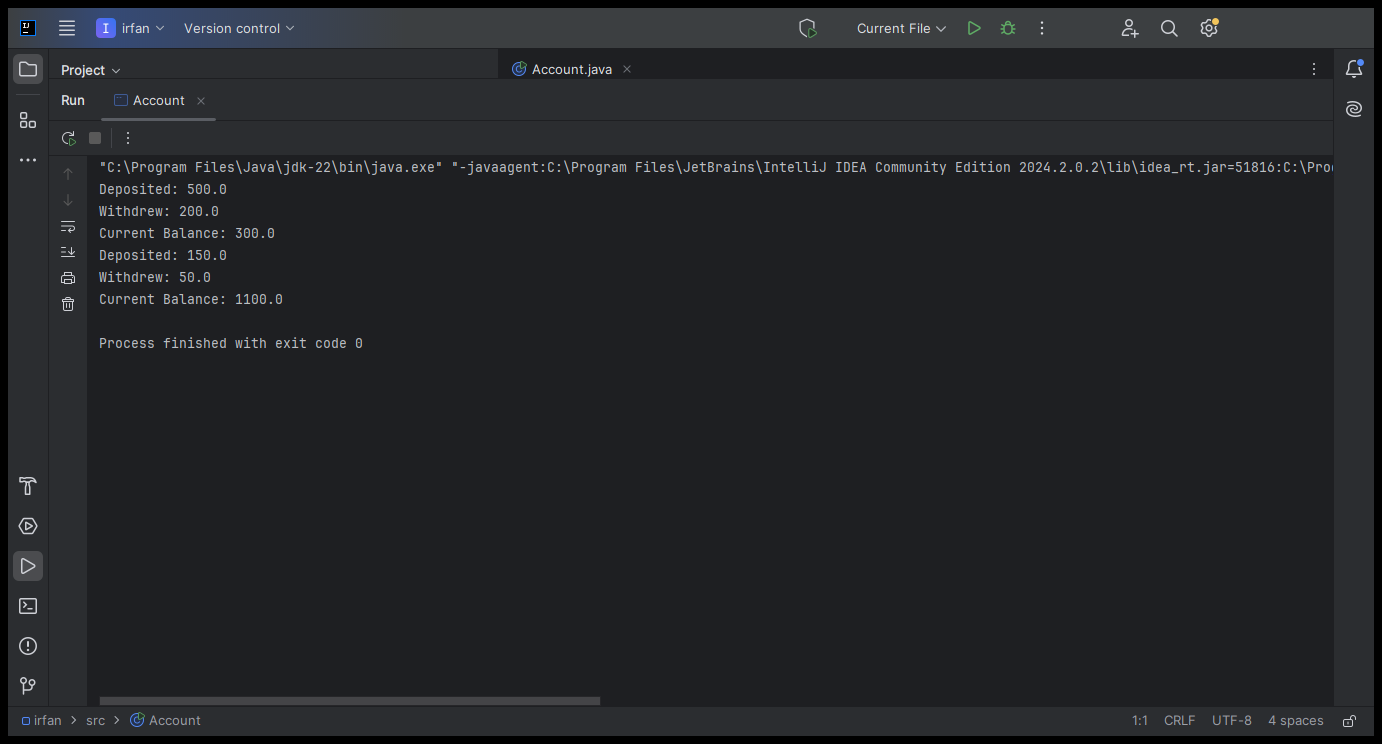 I irfan Version control Current File
Project Account.java
Run Account
"C:\Program Files\Java\jdk-22\bin\java.exe" "-javaagent:C:\Program Files\JetBrains\IntelliJ IDEA Community Edition 2024.2.0.2\lib\idea_rt.jar=51816:C:\Pro
Deposited: 500.0
Withdrew: 200.0
Current Balance: 300.0
Deposited: 150.0
Withdrew: 50.0
Current Balance: 1100.0
Process finished with exit code 0
irfan > src > Account 1:1 CRLF UTF-8 4 spaces